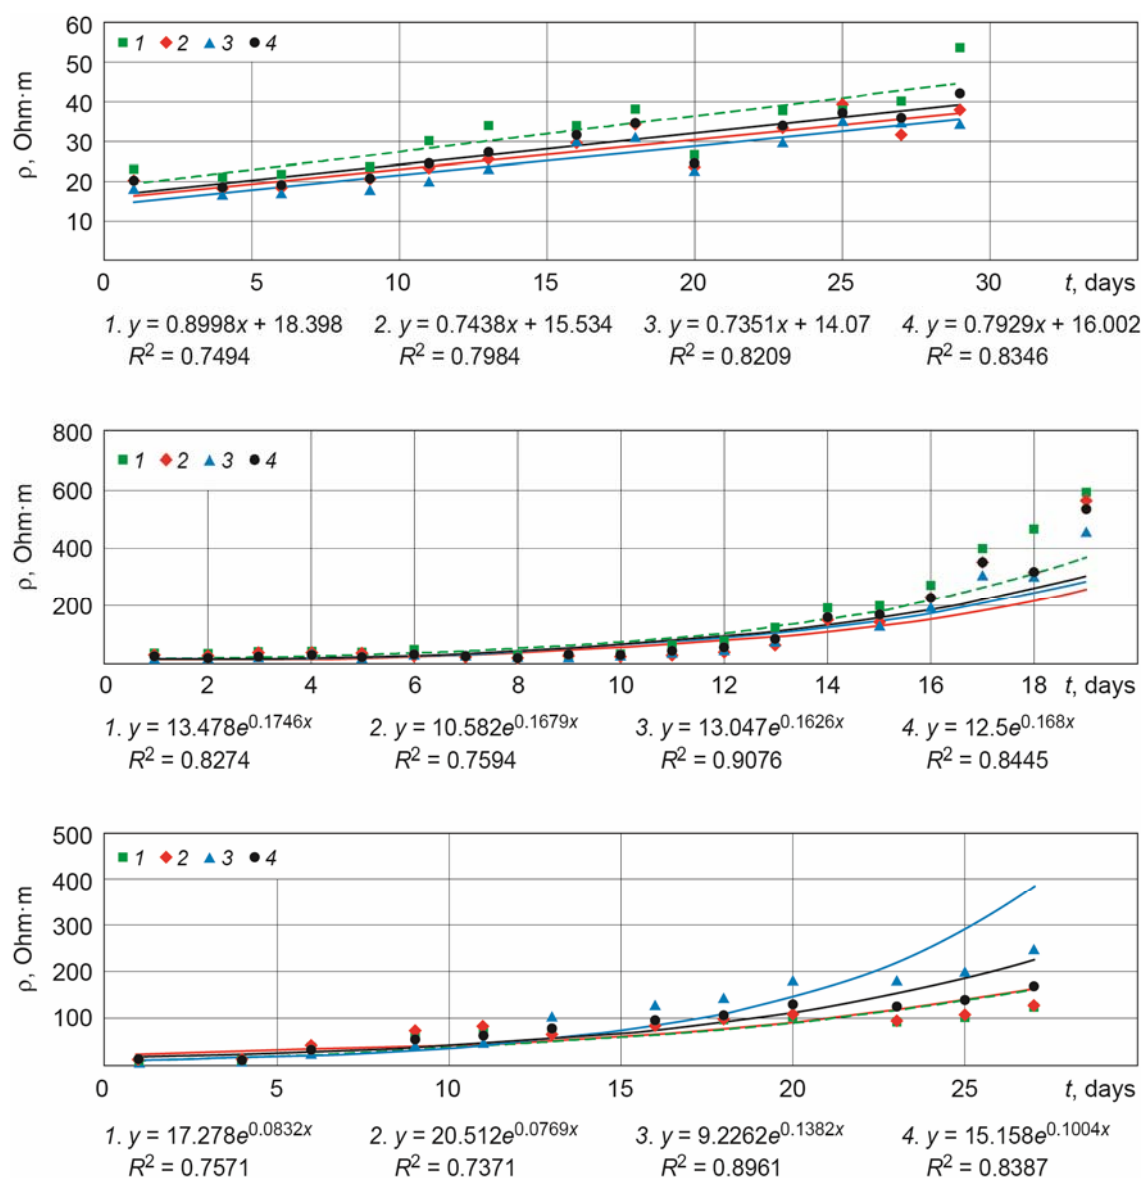 60
1 2 3 4
50
40
30
20
10
ρ, Ohm·m
0 5 10 15 20 25 30 t, days
1. y = 0.8998x + 18.398 2. y = 0.7438x + 15.534 3. y = 0.7351x + 14.07 4. y = 0.7929x + 16.002
R² = 0.7494 R² = 0.7984 R² = 0.8209 R² = 0.8346
800
1 2 3 4
600
400
200
ρ, Ohm·m
0 2 4 6 8 10 12 14 16 18 t, days
1. y = 13.478e^0.1746x 2. y = 10.582e^0.1679x 3. y = 13.047e^0.1626x 4. y = 12.5e^0.168x
R² = 0.8274 R² = 0.7594 R² = 0.9076 R² = 0.8445
500
1 2 3 4
400
300
200
100
ρ, Ohm·m
0 5 10 15 20 25 t, days
1. y = 17.278e^0.0832x 2. y = 20.512e^0.0769x 3. y = 9.2262e^0.1382x 4. y = 15.158e^0.1004x
R² = 0.7571 R² = 0.7371 R² = 0.8961 R² = 0.8387